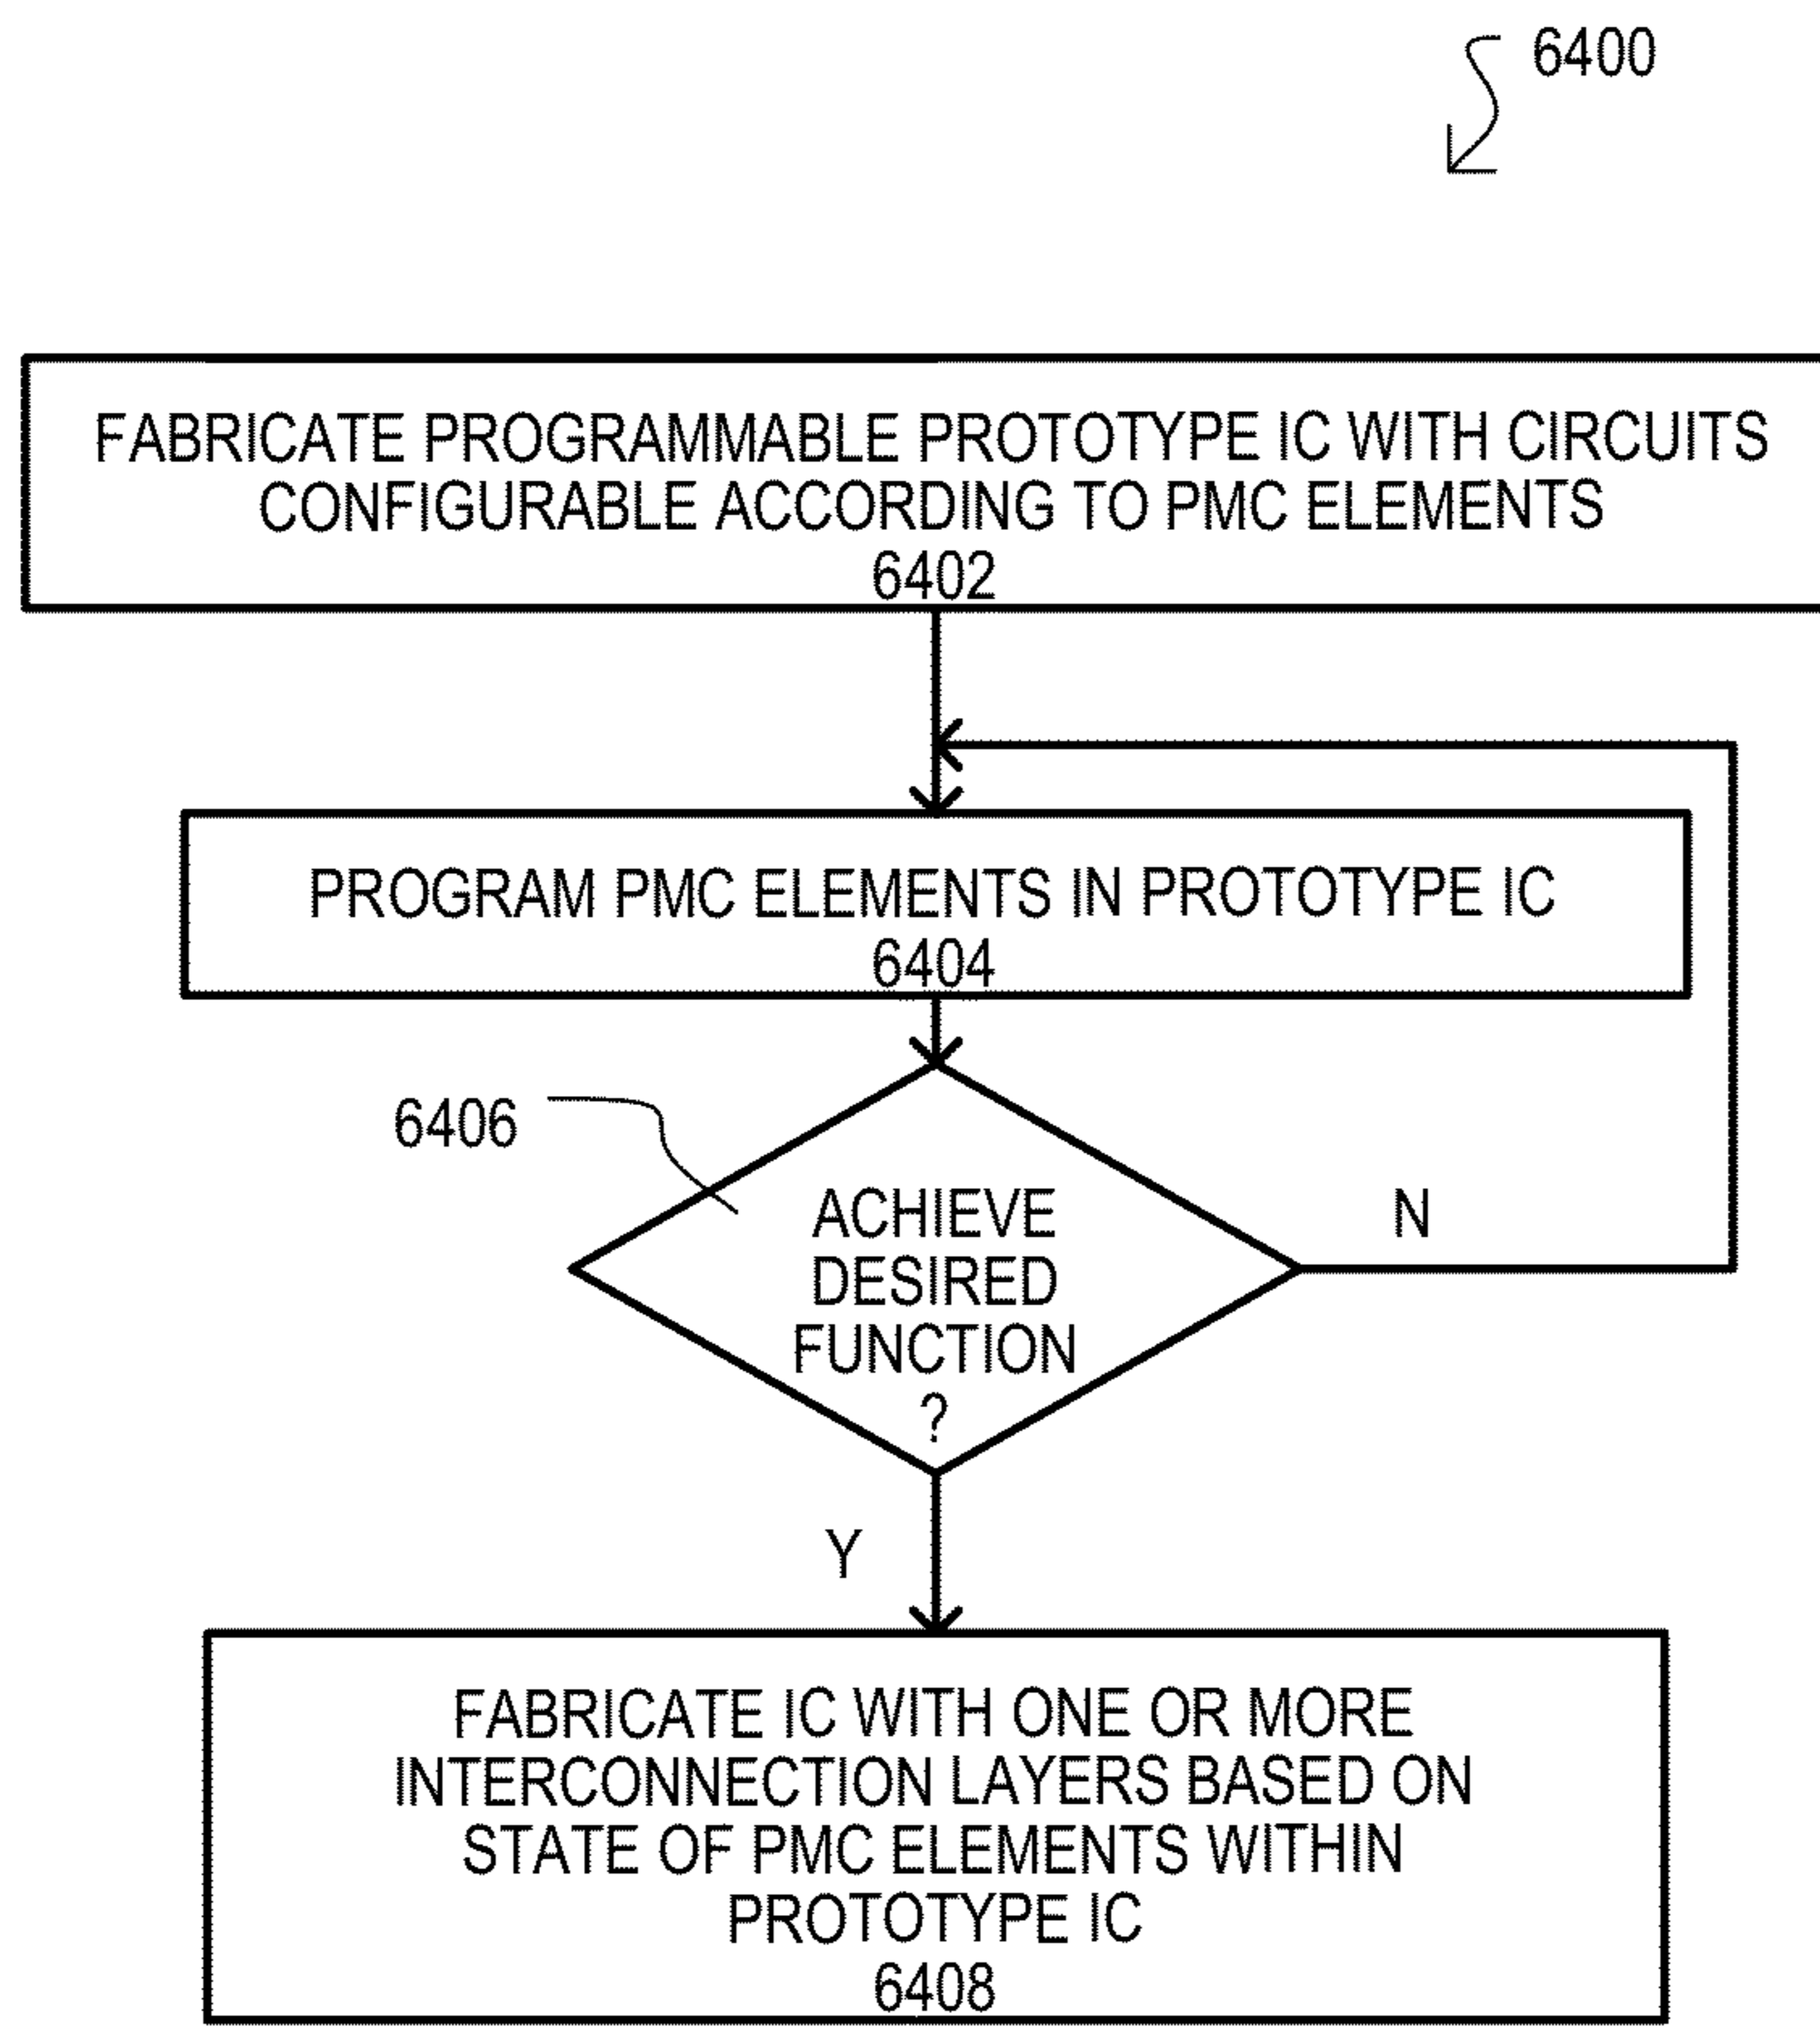 6400
FABRICATE PROGRAMMABLE PROTOTYPE IC WITH CIRCUITS
CONFIGURABLE ACCORDING TO PMC ELEMENTS
6402
PROGRAM PMC ELEMENTS IN PROTOTYPE IC
6404
6406
ACHIEVE
DESIRED
FUNCTION
?
N
Y
FABRICATE IC WITH ONE OR MORE
INTERCONNECTION LAYERS BASED ON
STATE OF PMC ELEMENTS WITHIN
PROTOTYPE IC
6408